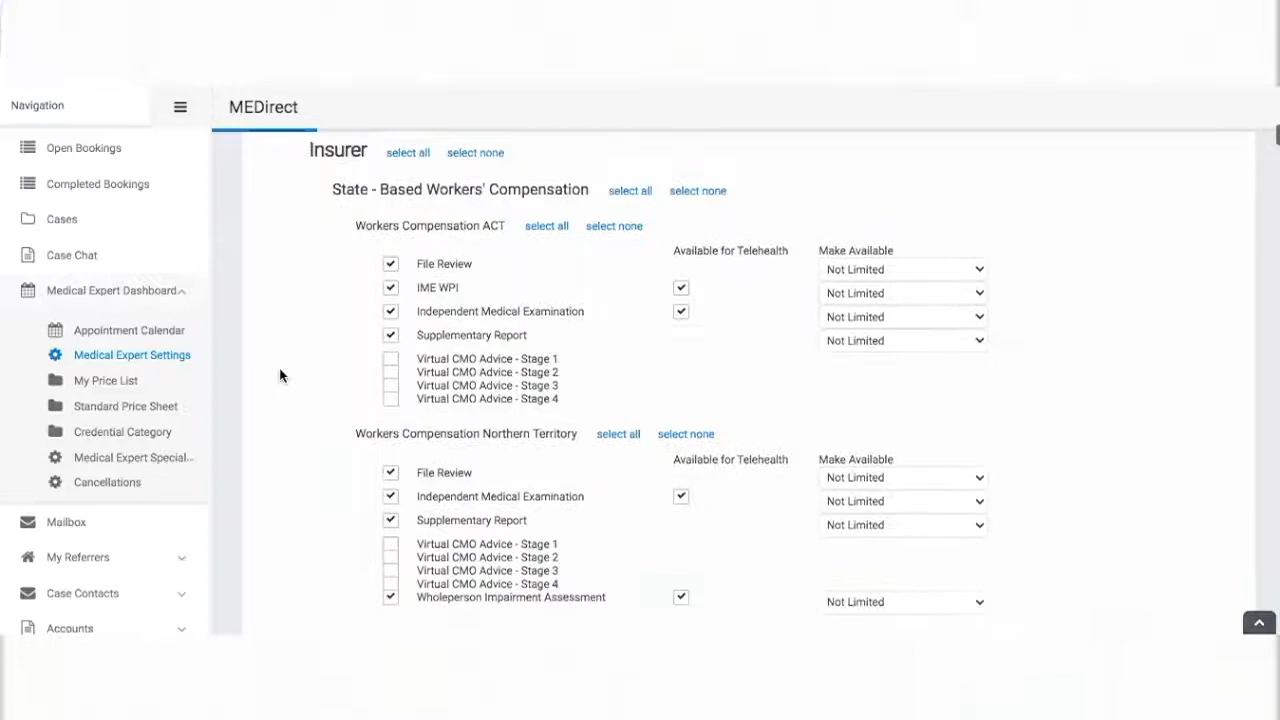 Navigation
MEDirect
Open Bookings
Completed Bookings
Cases
Case Chat
Medical Expert Dashboard
Appointment Calendar
Medical Expert Settings
My Price List
Standard Price Sheet
Credential Category
Medical Expert Special...
Cancellations
Mailbox
My Referrers
Case Contacts
Accounts
Insurer select all select none
State - Based Workers' Compensation select all select none
Workers Compensation ACT select all select none
Available for Telehealth Make Available
File Review Not Limited
IME WPI Not Limited
Independent Medical Examination Not Limited
Supplementary Report Not Limited
Virtual CMO Advice - Stage 1
Virtual CMO Advice - Stage 2
Virtual CMO Advice - Stage 3
Virtual CMO Advice - Stage 4
Workers Compensation Northern Territory select all select none
Available for Telehealth Make Available
File Review Not Limited
Independent Medical Examination Not Limited
Supplementary Report Not Limited
Virtual CMO Advice - Stage 1
Virtual CMO Advice - Stage 2
Virtual CMO Advice - Stage 3
Virtual CMO Advice - Stage 4
Wholeperson Impairment Assessment Not Limited